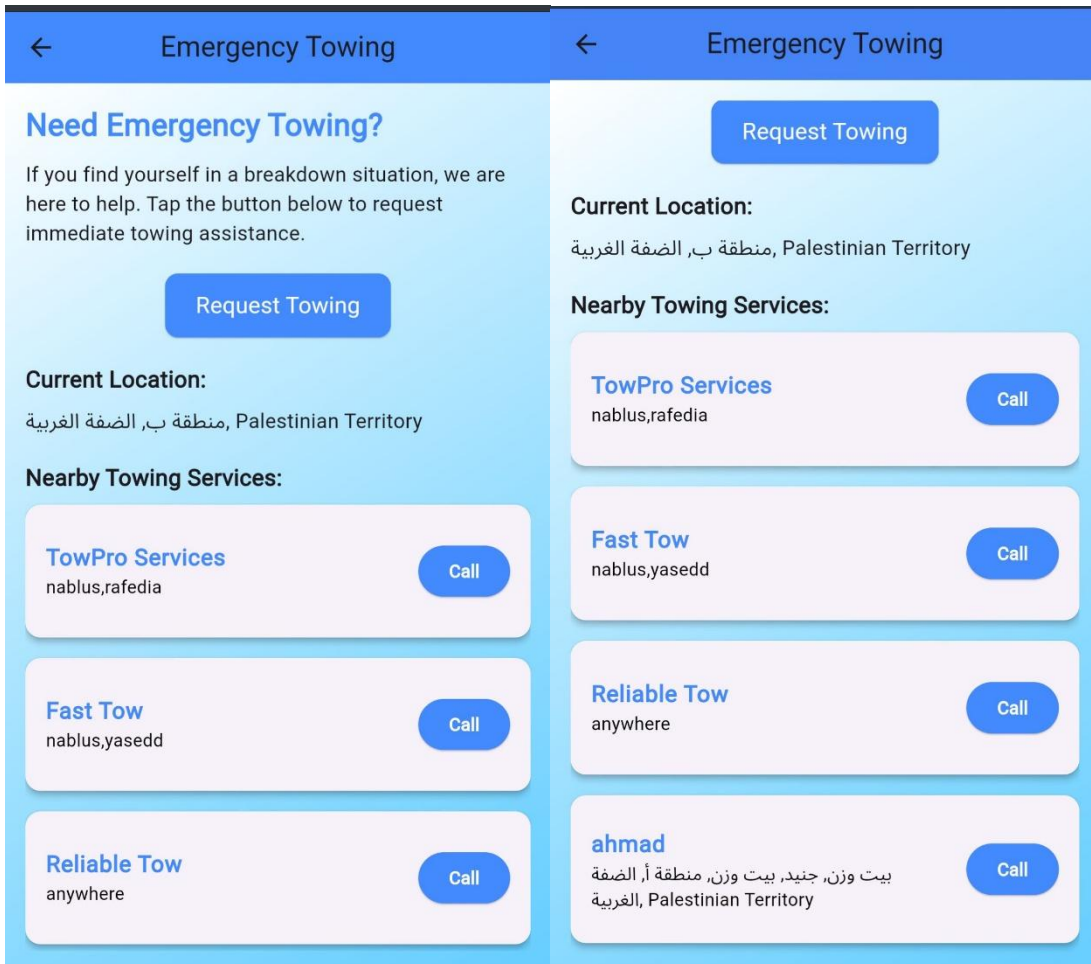 Emergency Towing
Need Emergency Towing?
If you find yourself in a breakdown situation, we are
here to help. Tap the button below to request
immediate towing assistance.
Request Towing
Current Location:
منطقة ب, الضفة الغربية, Palestinian Territory
Nearby Towing Services:
TowPro Services
nablus,rafedia
Call
Fast Tow
nablus,yasedd
Call
Reliable Tow
anywhere
Call
Emergency Towing
Request Towing
Current Location:
منطقة ب, الضفة الغربية, Palestinian Territory
Nearby Towing Services:
TowPro Services
nablus,rafedia
Call
Fast Tow
nablus,yasedd
Call
Reliable Tow
anywhere
Call
ahmad
بيت وزن, جنيد, بيت وزن, منطقة أ, الضفة
الغربية, Palestinian Territory
Call